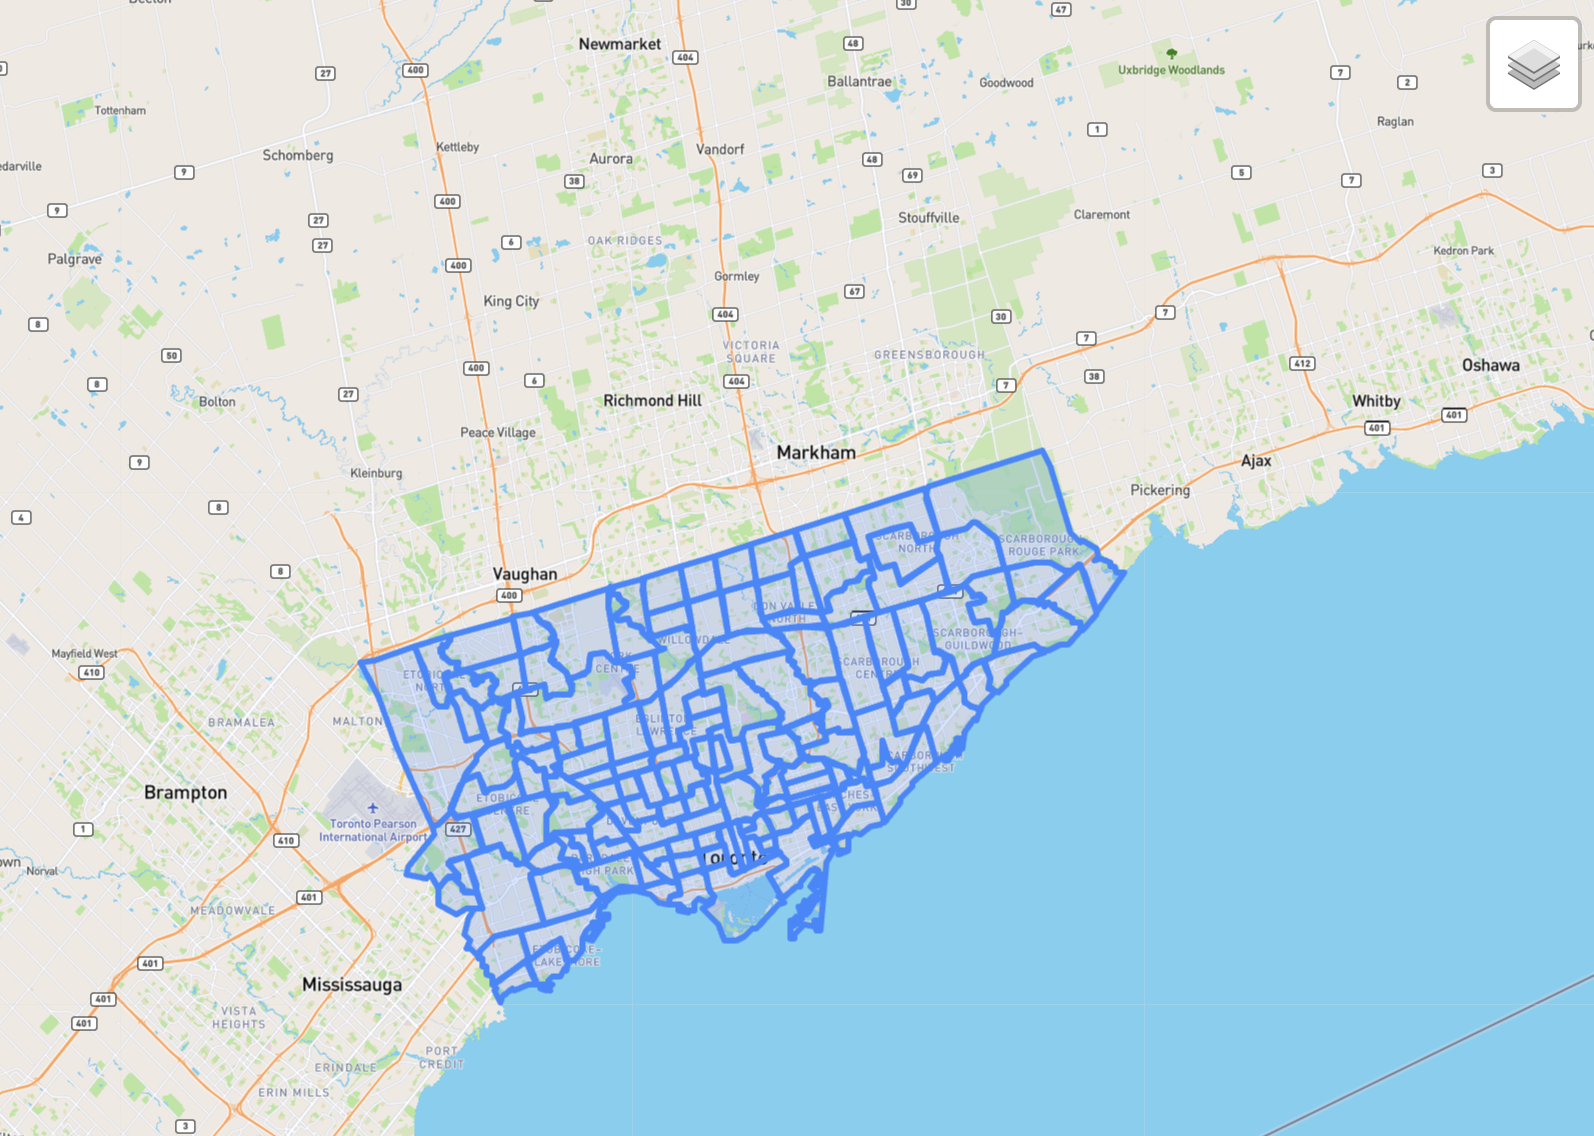 30
47
Newmarket
48
404
27
400
Ballantrae
Goodwood
Uxbridge Woodlands
7
2
Tottenham
Raglan
1
Kettleby
Vandorf
Schomberg
Aurora
48
9
38
69
5
7
3
400
9
27
Stouffville
Claremont
6
OAK RIDGES
27
Kedron Park
Palgrave
400
Gormley
67
King City
404
30
7
8
7
VICTORIA
SQUARE
GREENSBOROUGH
50
412
Oshawa
400
6
404
7
38
8
27
Richmond Hill
Whitby
Bolton
401
401
Peace Village
Markham
Ajax
9
Kleinburg
Pickering
8
4
SCARBOROUGH
NORTH
SCARBOROUGH
ROUGE PARK
8
Vaughan
400
DON VALLEY
NORTH
WILLOWDALE
SCARBOROUGH-
GUILDWOOD
Mayfield West
410
SCARBOROUGH
CENTRE
ETOBICOKE
NORTH
BRAMALEA
MALTON
EGLINTON
LAWRENCE
SCARBOROUGH
SOUTHWEST
Brampton
ETOBICOKE
CENTRE
1
Toronto Pearson
International Airport
427
410
DAVENPORT
Toronto
HIGH PARK
Norval
401
MEADOWVALE
ETOBICOKE-
LAKESHORE
401
Mississauga
401
401
VISTA
HEIGHTS
PORT
CREDIT
ERINDALE
ERIN MILLS
3